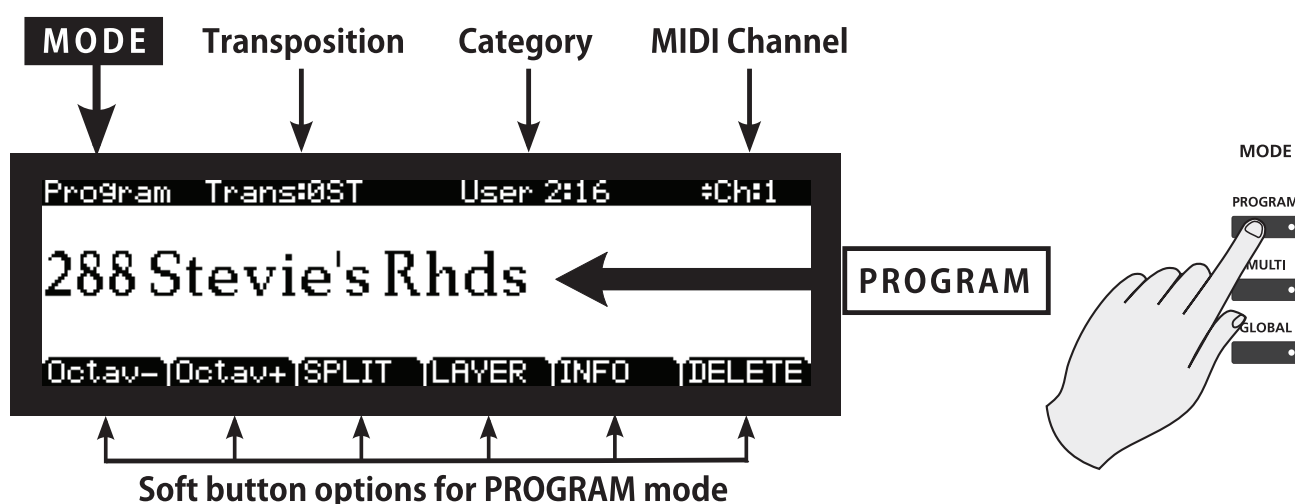 MODE Transposition Category MIDI Channel
Program Trans:0ST User 2:16 ÷Ch:1
288 Stevie's Rhds
PROGRAM
Octav- Octav+ SPLIT LAYER INFO DELETE
Soft button options for PROGRAM mode
MODE
PROGRAM
MULTI
GLOBAL